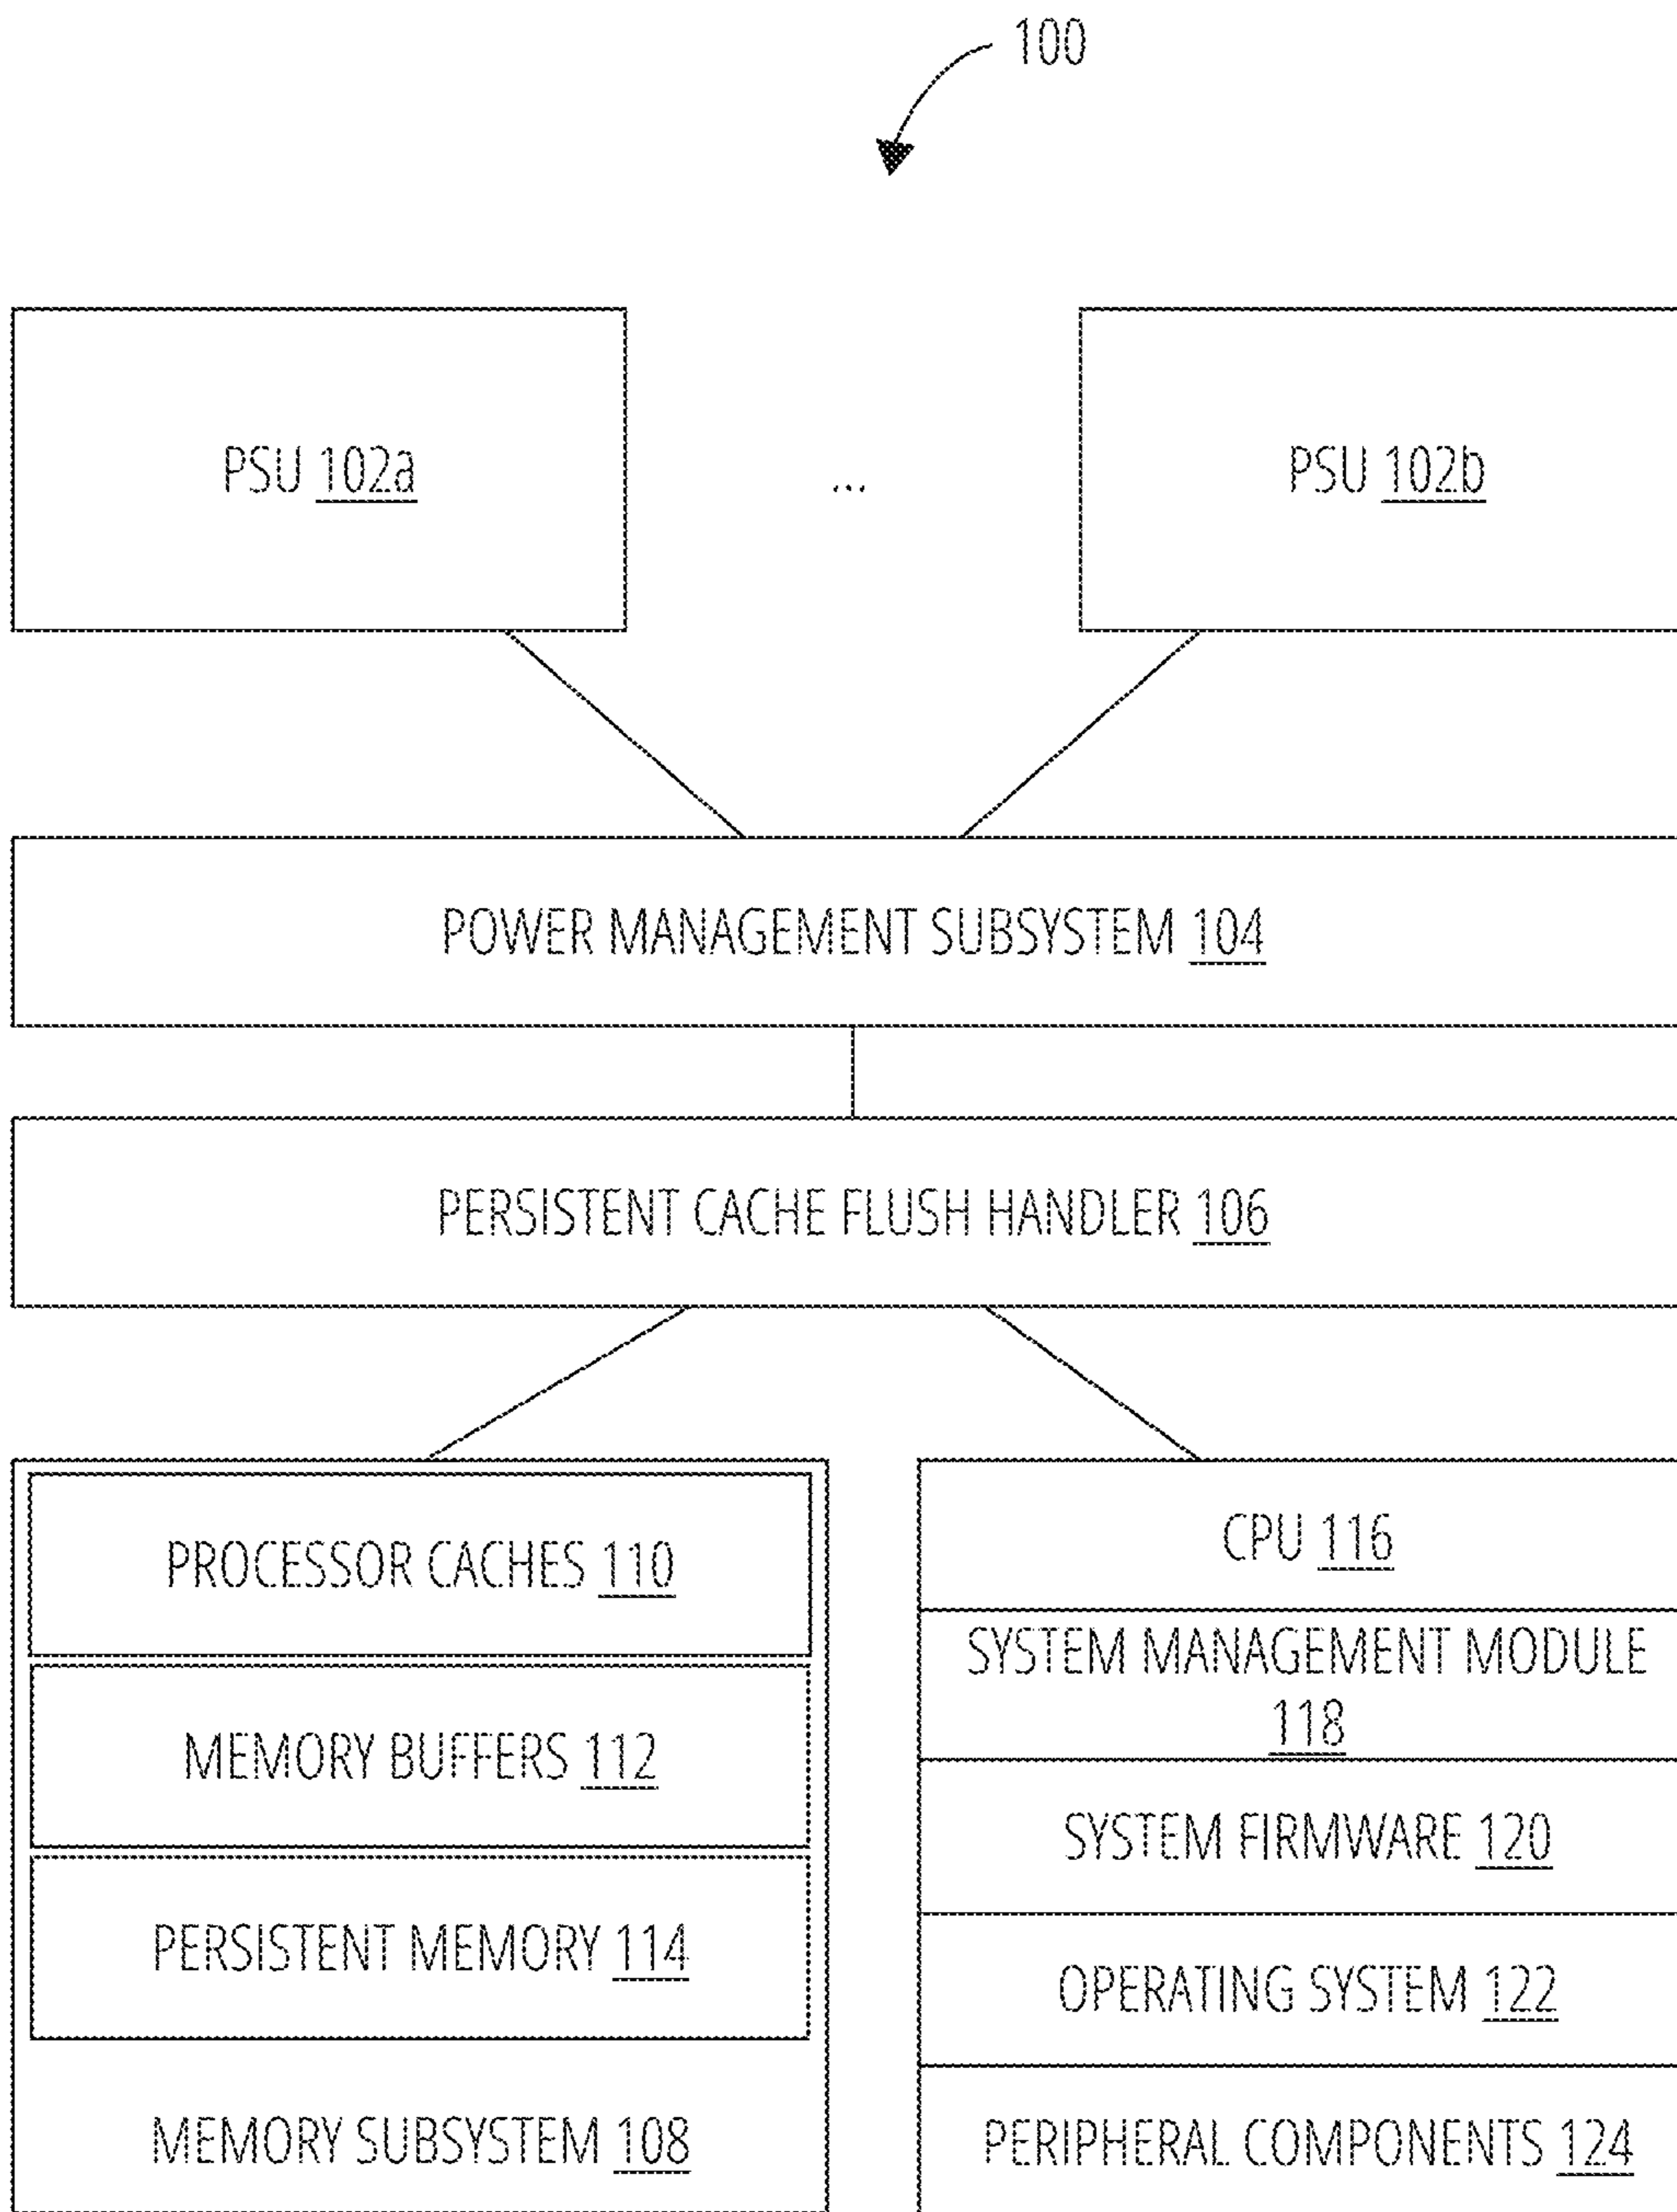 100
PSU 102a
...
PSU 102b
POWER MANAGEMENT SUBSYSTEM 104
PERSISTENT CACHE FLUSH HANDLER 106
PROCESSOR CACHES 110
MEMORY BUFFERS 112
PERSISTENT MEMORY 114
MEMORY SUBSYSTEM 108
CPU 116
SYSTEM MANAGEMENT MODULE
118
SYSTEM FIRMWARE 120
OPERATING SYSTEM 122
PERIPHERAL COMPONENTS 124